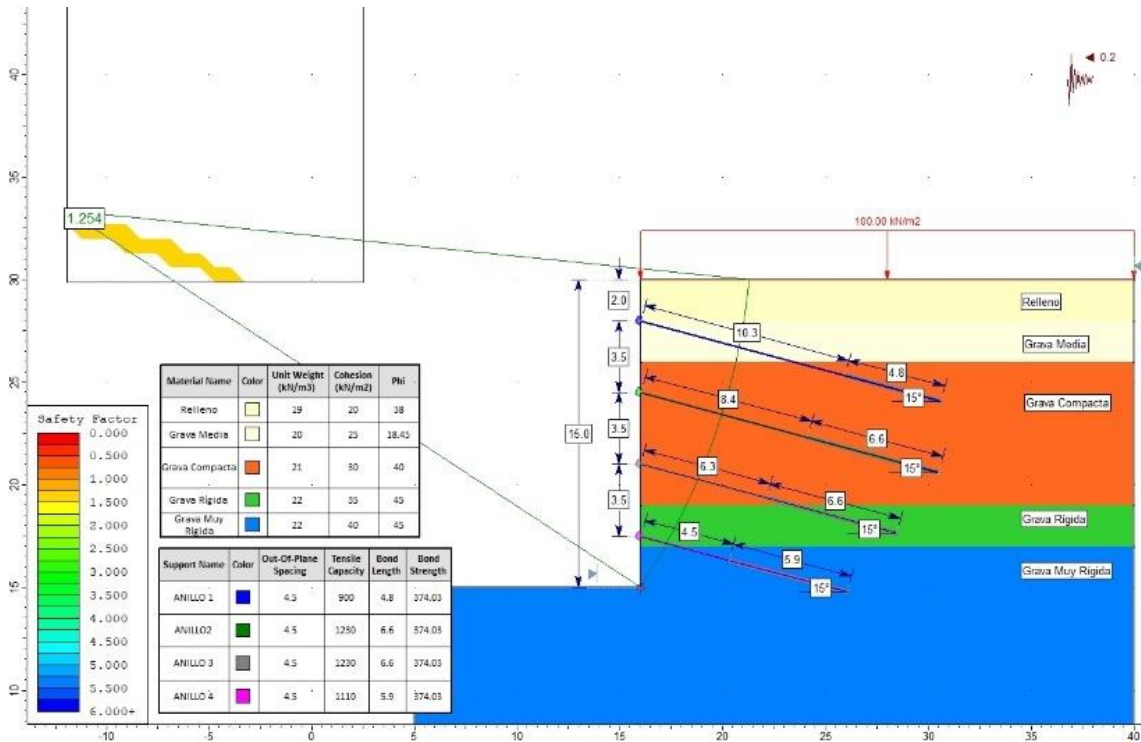 40
35
30
25
20
15
10
-10
-5
0
5
10
15
20
25
30
35
40
0.2
1.254
100.00 kN/m2
2.0
3.5
3.5
3.5
15.0
10.3
4.8
15°
8.4
6.6
15°
6.3
6.6
15°
4.5
5.9
15°
Relleno
Grava Media
Grava Compacta
Grava Rígida
Grava Muy Rígida
Material Name Color Unit Weight (kN/m3) Cohesion (kN/m2) Phi
Relleno 19 20 38
Grava Media 20 25 18.45
Grava Compacta 21 30 40
Grava Rígida 22 35 45
Grava Muy Rígida 22 40 45
Support Name Color Out-Of-Plane Spacing Tensile Capacity Bond Length Bond Strength
ANILLO 1 4.5 900 4.8 374.03
ANILLO2 4.5 1230 6.6 374.03
ANILLO 3 4.5 1230 6.6 374.03
ANILLO 4 4.5 1110 5.9 374.03
Safety Factor
0.000
0.500
1.000
1.500
2.000
2.500
3.000
3.500
4.000
4.500
5.000
5.500
6.000+